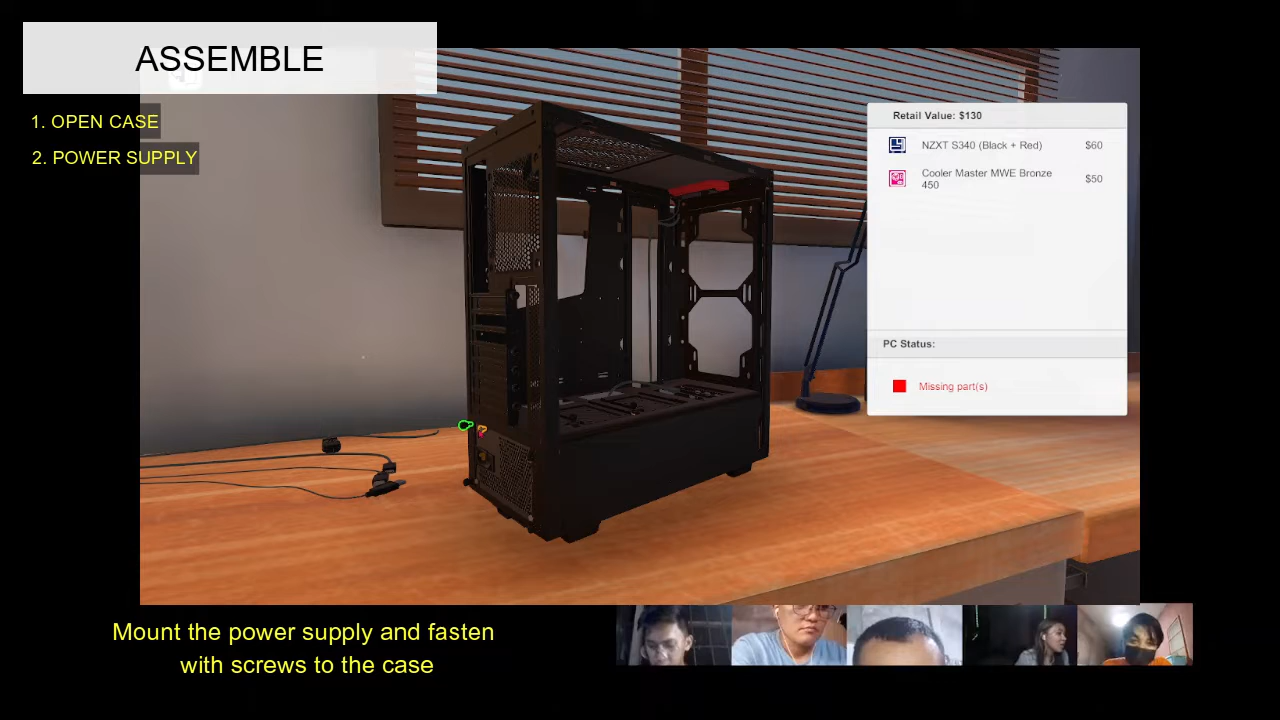 ASSEMBLE
1. OPEN CASE
2. POWER SUPPLY
Retail Value: $130
NZXT S340 (Black + Red) $60
Cooler Master MWE Bronze
450 $50
PC Status:
Missing part(s)
Mount the power supply and fasten
with screws to the case